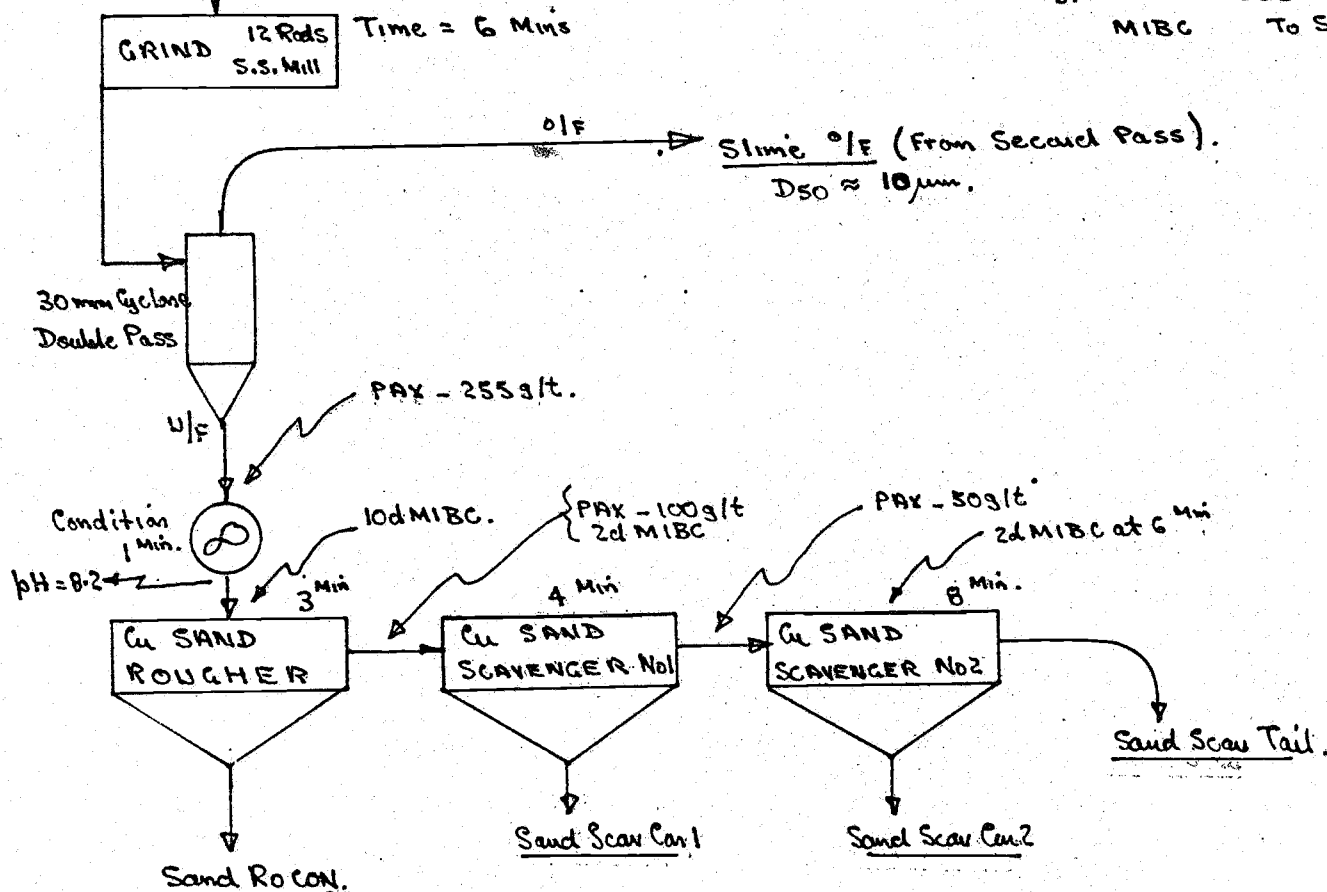 GRIND 12 Rods
S.S. Mill
Time = 6 Mins
MIBC To S
O/F
Slime O/F (From Second Pass).
D50 ≈ 10µm.
30mm Cyclone
Double Pass
U/F
PAX - 255g/t.
Condition
1 Min.
pH = 8.2
10d MIBC.
PAX - 100g/t
2d MIBC
PAX - 50g/t
2d MIBC at 6 Min
3 Min
4 Min
8 Min.
Cu SAND
ROUGHER
Cu SAND
SCAVENGER No1
Cu SAND
SCAVENGER No2
Sand Scav Tail.
Sand Scav Con.1
Sand Scav Con.2
Sand Ro CON.